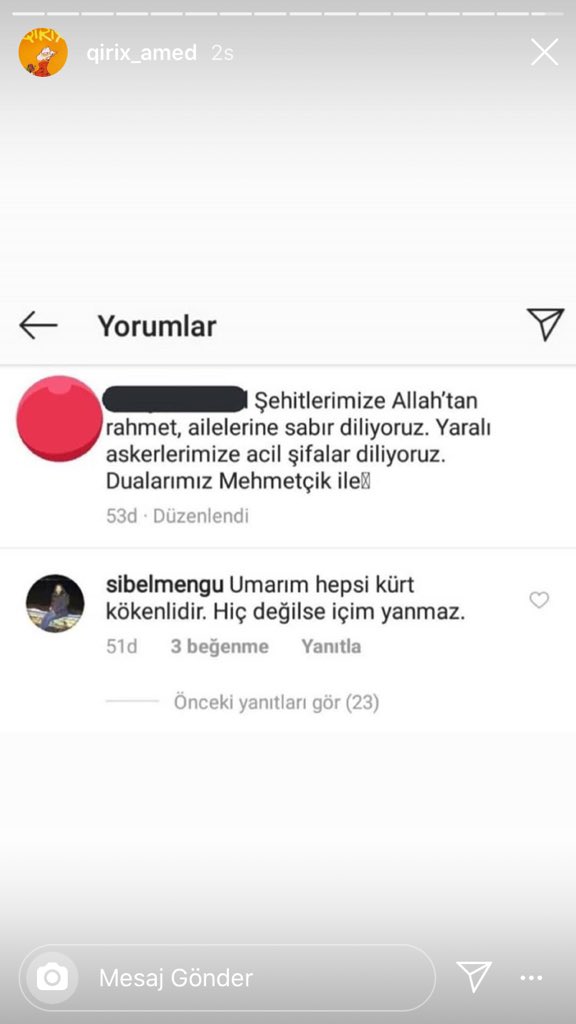 QIRIX
qirix_amed 2s
Yorumlar
Şehitlerimize Allah'tan
rahmet, ailelerine sabır diliyoruz. Yaralı
askerlerimize acil şifalar diliyoruz.
Dualarımız Mehmetçik ile
53d · Düzenlendi
sibelmengu Umarım hepsi kürt
kökenlidir. Hiç değilse içim yanmaz.
51d 3 beğenme Yanıtla
Önceki yanıtları gör (23)
Mesaj Gönder